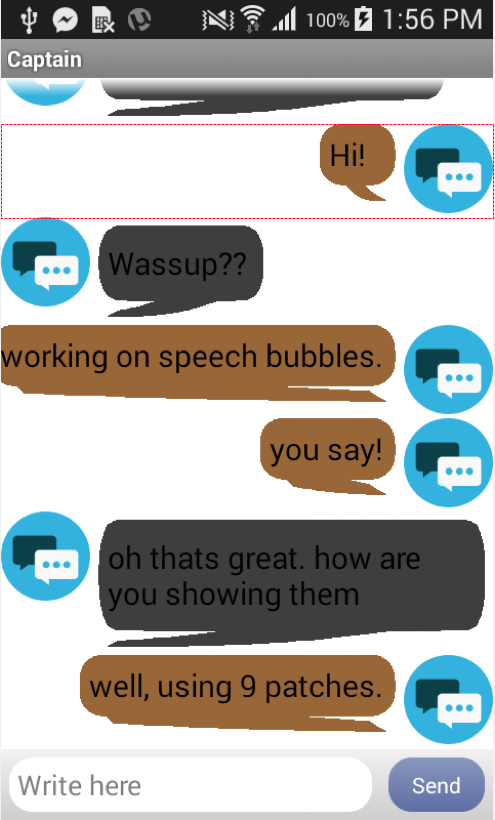 100% 1:56 PM
Captain
Hi!
Wassup??
working on speech bubbles.
you say!
oh thats great. how are
you showing them
well, using 9 patches.
Write here
Send